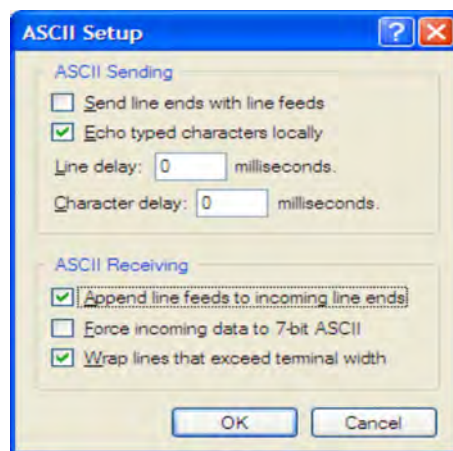 ASCII Setup
ASCII Sending
Send line ends with line feeds
Echo typed characters locally
Line delay: 0 milliseconds.
Character delay: 0 milliseconds.
ASCII Receiving
Append line feeds to incoming line ends
Force incoming data to 7-bit ASCII
Wrap lines that exceed terminal width
OK Cancel